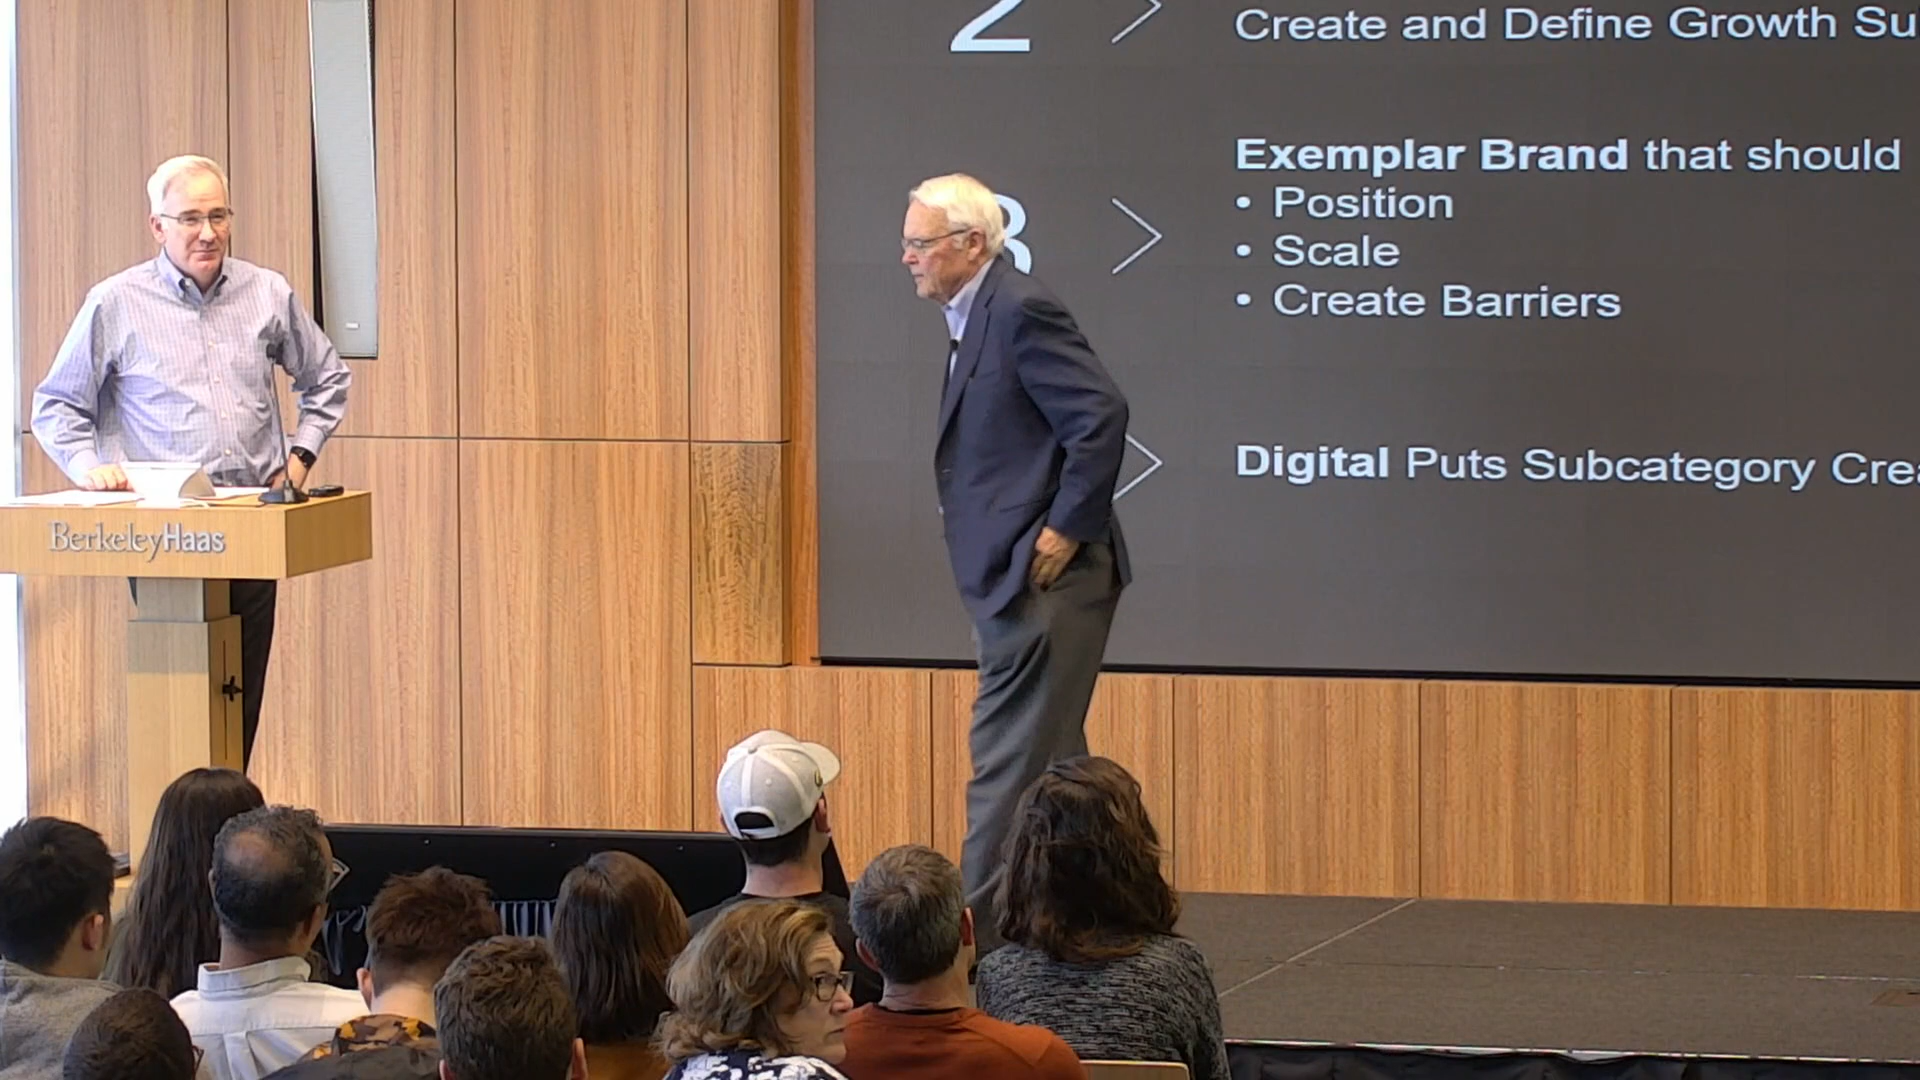 2
Create and Define Growth Su
Exemplar Brand that should
3
• Position
• Scale
• Create Barriers
Digital Puts Subcategory Cre
BerkeleyHaas